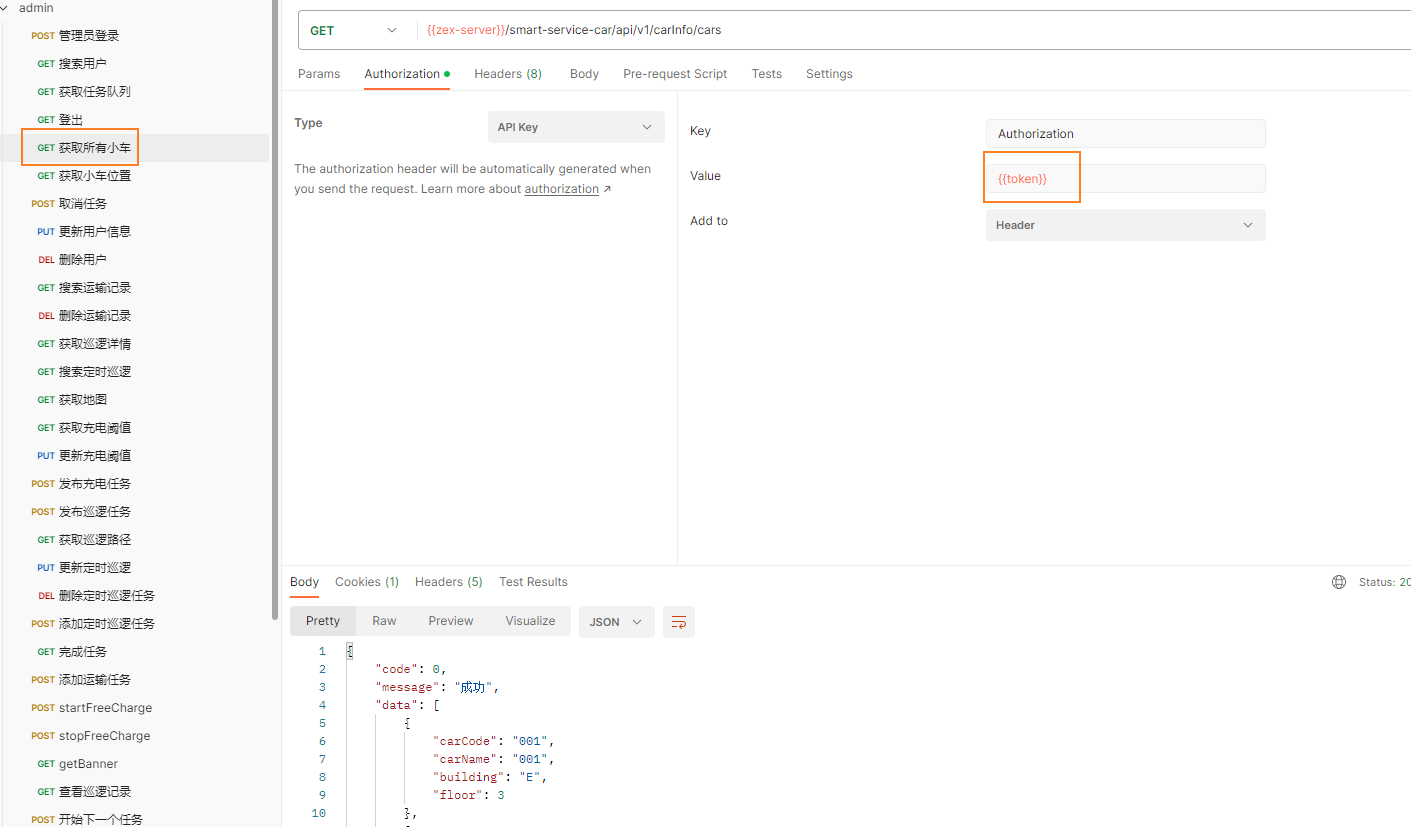 admin
POST 管理员登录
GET 搜索用户
GET 获取任务队列
GET 登出
GET 获取所有小车
GET 获取小车位置
POST 取消任务
PUT 更新用户信息
DEL 删除用户
GET 搜索运输记录
DEL 删除运输记录
GET 获取巡逻详情
GET 搜索定时巡逻
GET 获取地图
GET 获取充电阈值
PUT 更新充电阈值
POST 发布充电任务
POST 发布巡逻任务
GET 获取巡逻路径
PUT 更新定时巡逻
DEL 删除定时巡逻任务
POST 添加定时巡逻任务
GET 完成任务
POST 添加运输任务
POST startFreeCharge
POST stopFreeCharge
GET getBanner
GET 查看巡逻记录
POST 开始下一个任务
GET {{zex-server}}/smart-service-car/api/v1/carInfo/cars
Params Authorization Headers (8) Body Pre-request Script Tests Settings
Type API Key
The authorization header will be automatically generated when
you send the request. Learn more about authorization ↗
Key Authorization
Value {{token}}
Add to Header
Body Cookies (1) Headers (5) Test Results Status: 20
Pretty Raw Preview Visualize JSON
1 {
2 "code": 0,
3 "message": "成功",
4 "data": [
5 {
6 "carCode": "001",
7 "carName": "001",
8 "building": "E",
9 "floor": 3
10 },